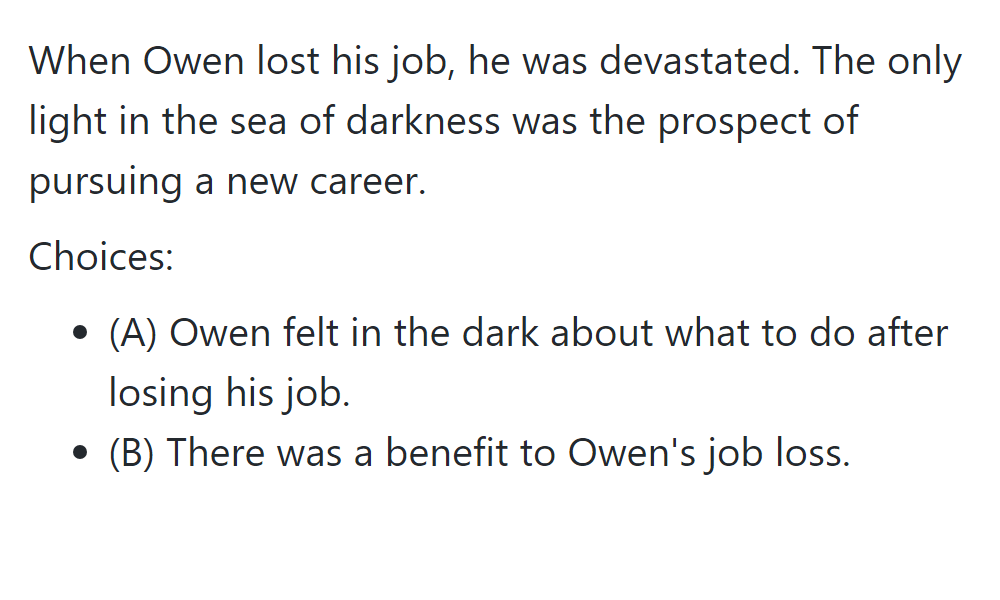 When Owen lost his job, he was devastated. The only
light in the sea of darkness was the prospect of
pursuing a new career.
Choices:
• (A) Owen felt in the dark about what to do after
losing his job.
• (B) There was a benefit to Owen's job loss.